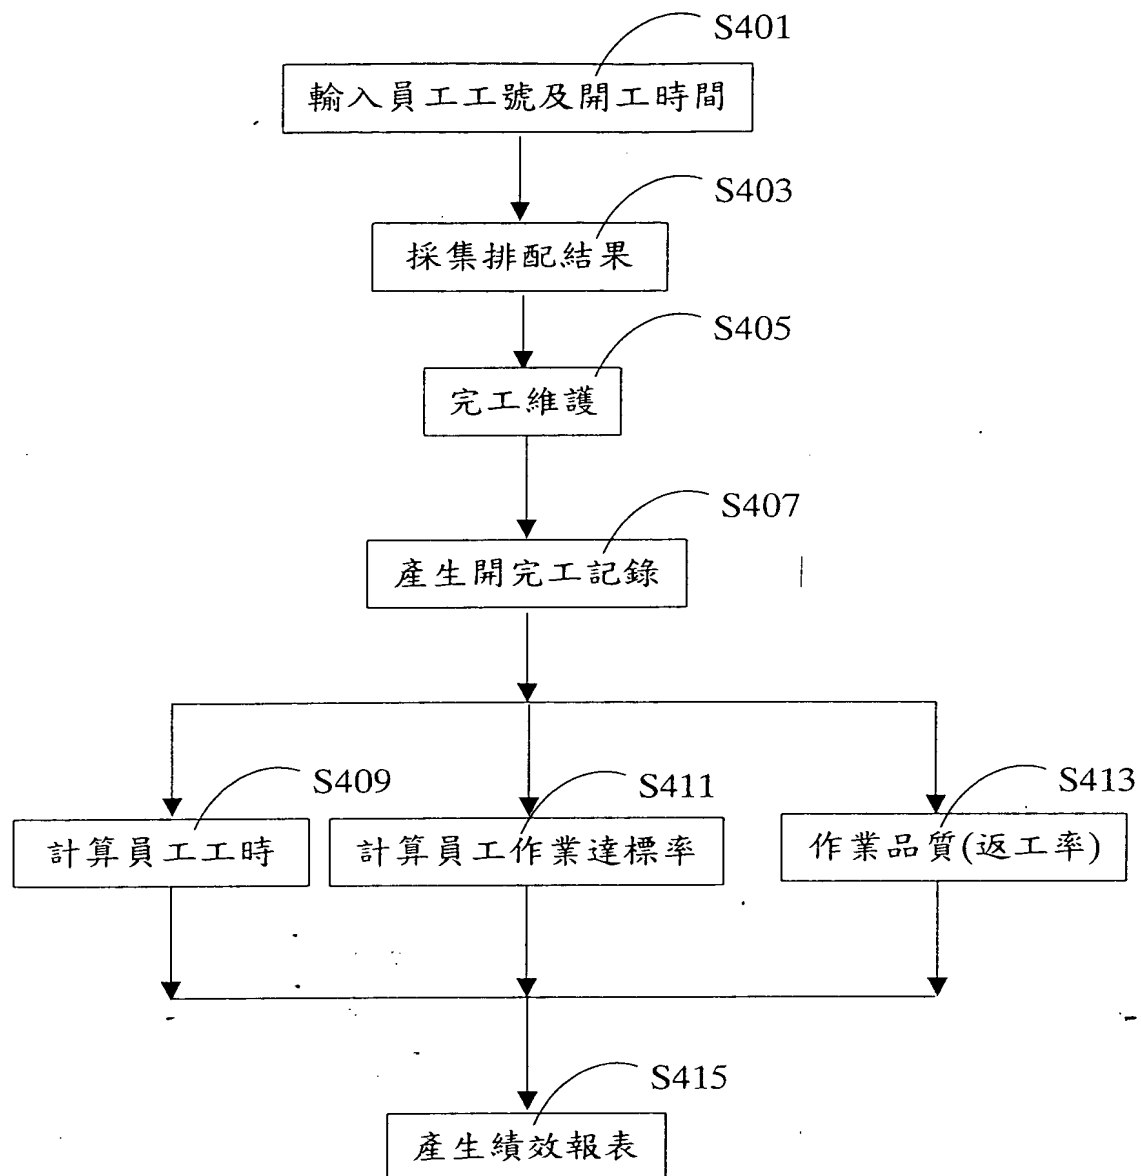 S401
輸入員工工號及開工時間
S403
採集排配結果
S405
完工維護
S407
產生開完工記錄
S409
計算員工工時
S411
計算員工作業達標率
S413
作業品質(返工率)
S415
產生績效報表